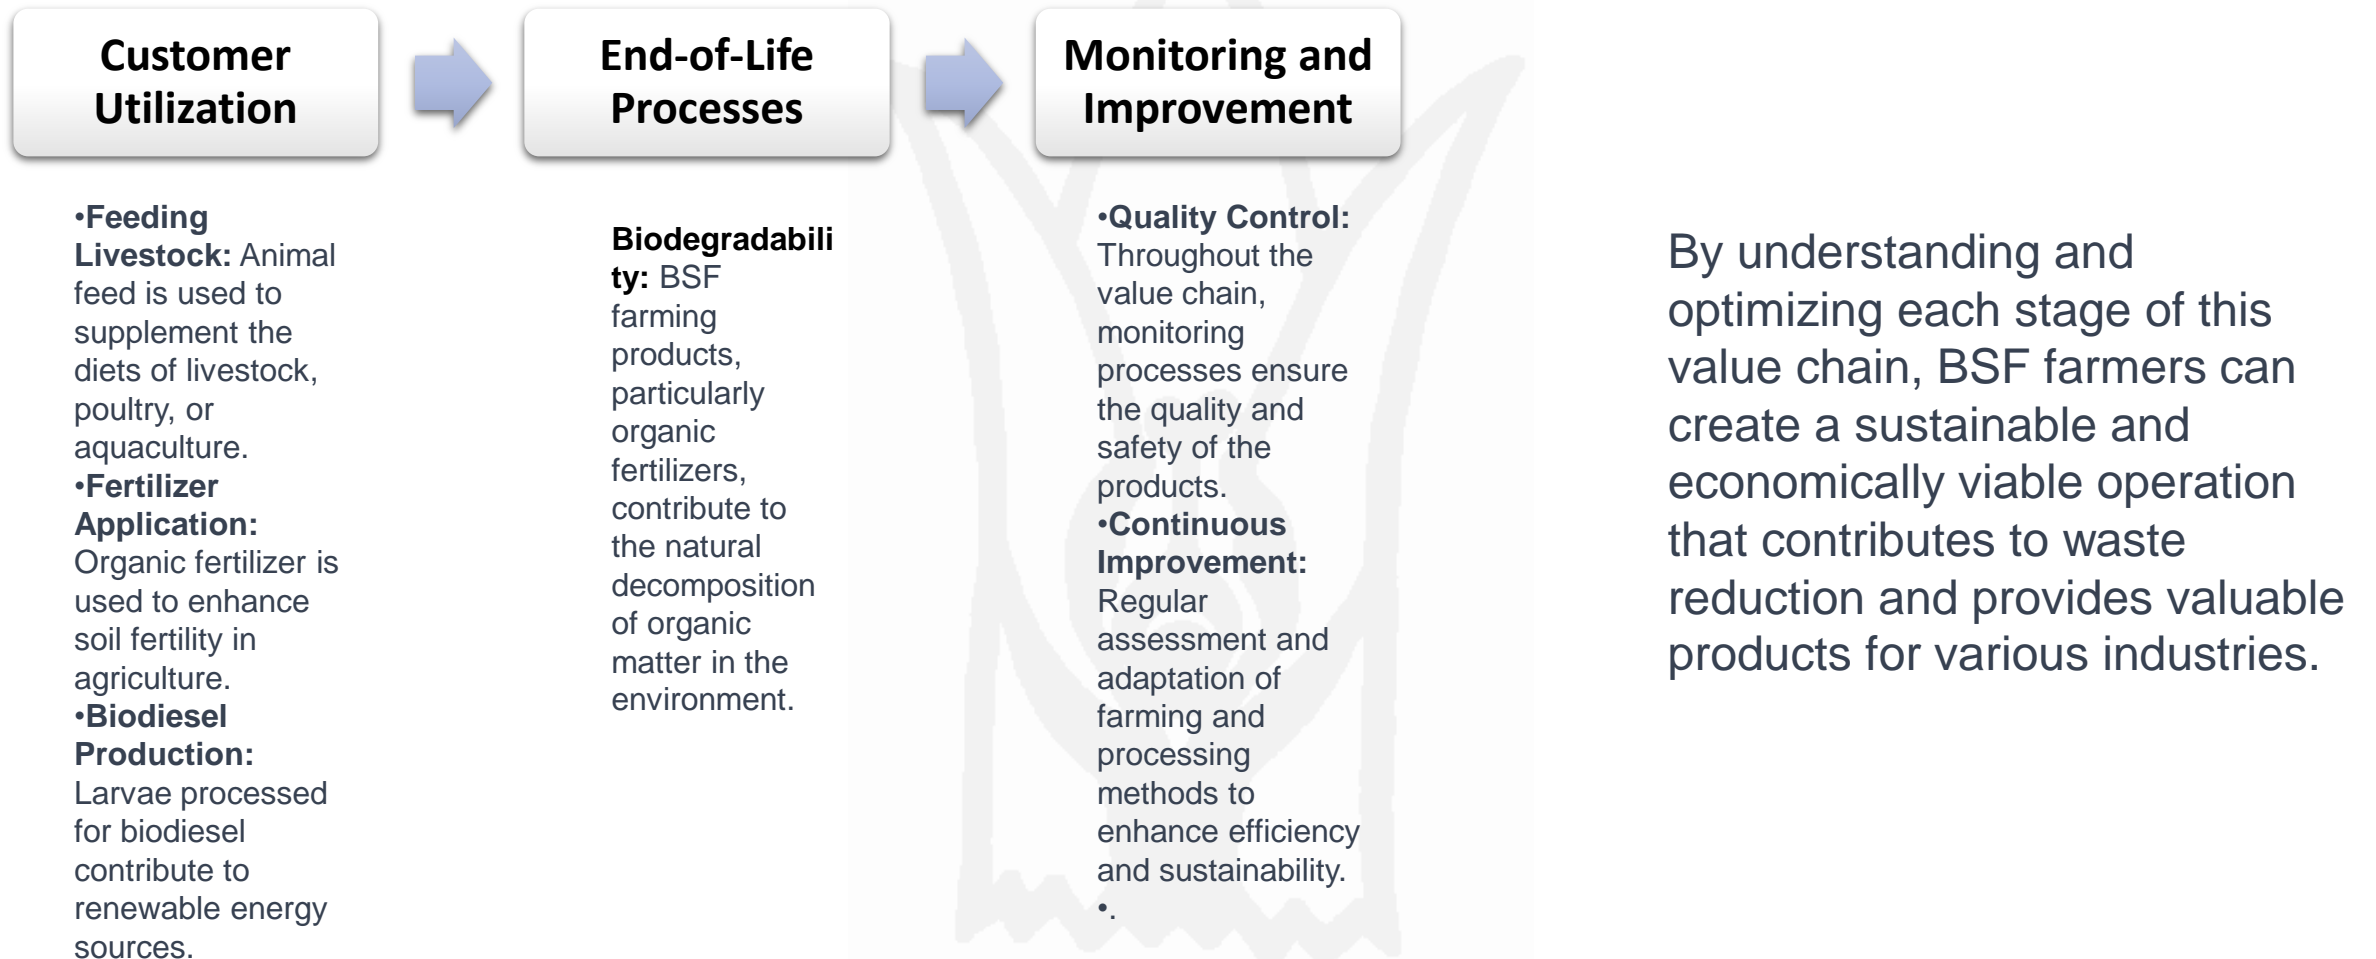 Customer
Utilization
End-of-Life
Processes
Monitoring and
Improvement
•Feeding
Livestock: Animal
feed is used to
supplement the
diets of livestock,
poultry, or
aquaculture.
•Fertilizer
Application:
Organic fertilizer is
used to enhance
soil fertility in
agriculture.
•Biodiesel
Production:
Larvae processed
for biodiesel
contribute to
renewable energy
sources.
Biodegradabili
ty: BSF
farming
products,
particularly
organic
fertilizers,
contribute to
the natural
decomposition
of organic
matter in the
environment.
•Quality Control:
Throughout the
value chain,
monitoring
processes ensure
the quality and
safety of the
products.
•Continuous
Improvement:
Regular
assessment and
adaptation of
farming and
processing
methods to
enhance efficiency
and sustainability.
•.
By understanding and
optimizing each stage of this
value chain, BSF farmers can
create a sustainable and
economically viable operation
that contributes to waste
reduction and provides valuable
products for various industries.